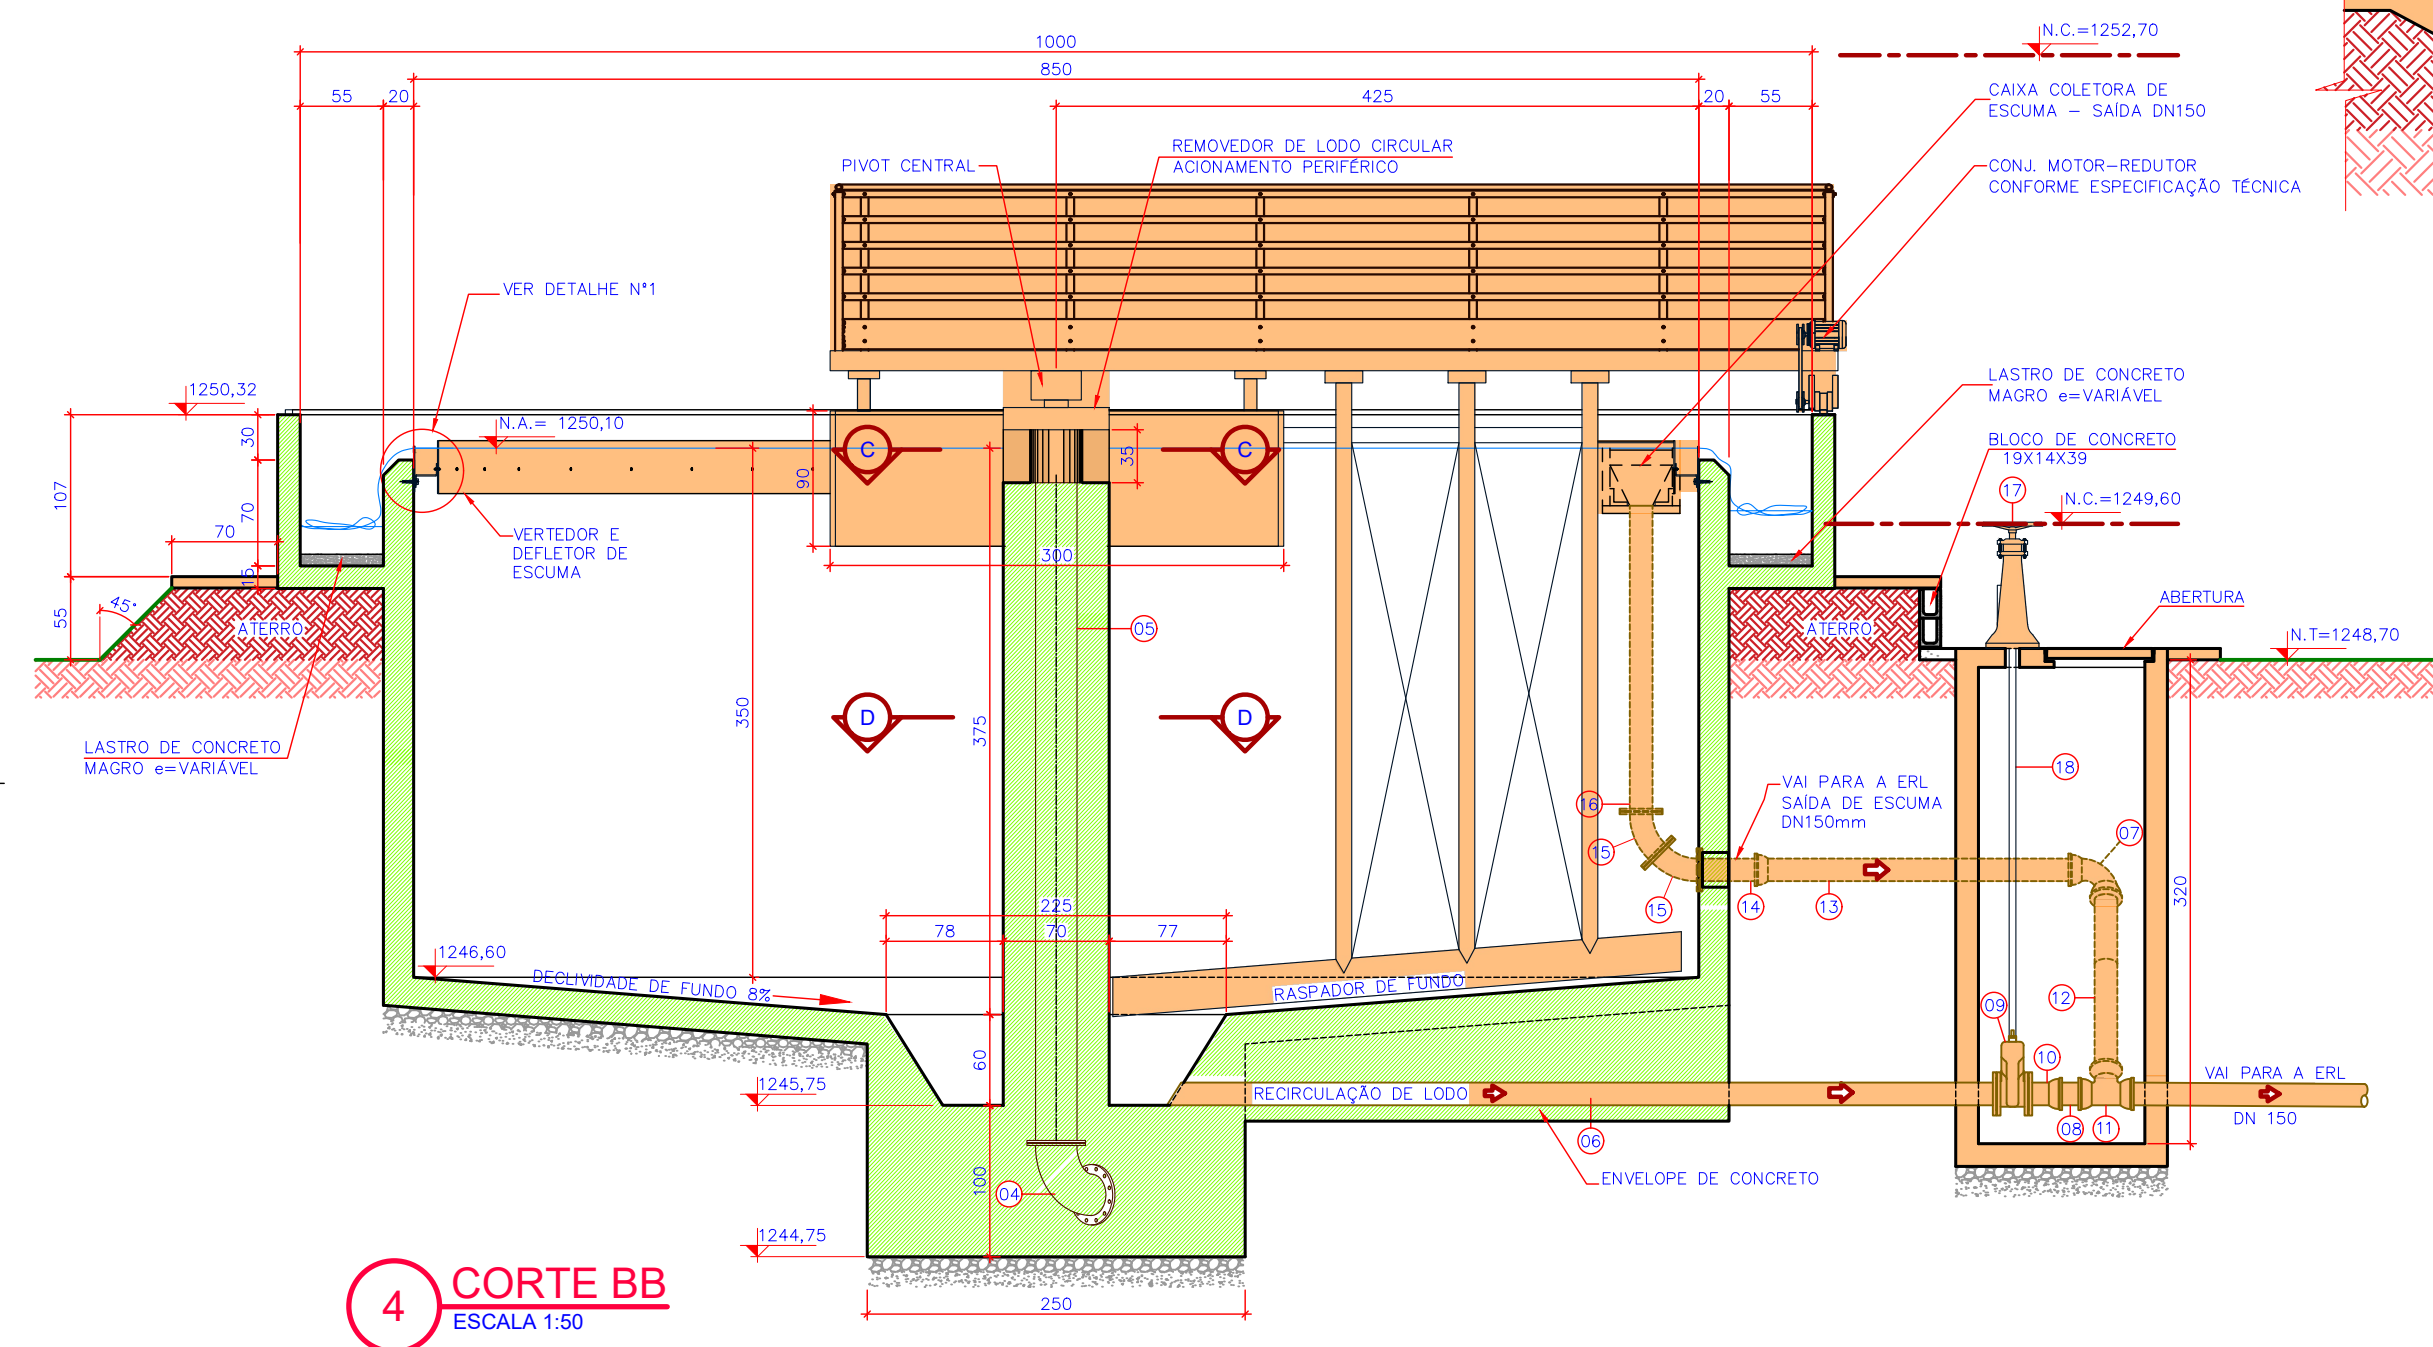 N.C.=1252,70
1000
850
55
20
425
20
55
CAIXA COLETORA DE
ESCUMA – SAÍDA DN150
REMOVEDOR DE LODO CIRCULAR
ACIONAMENTO PERIFÉRICO
PIVOT CENTRAL
CONJ. MOTOR–REDUTOR
CONFORME ESPECIFICAÇÃO TÉCNICA
VER DETALHE N°1
1250,32
LASTRO DE CONCRETO
MAGRO e=VARIÁVEL
N.A.= 1250,10
BLOCO DE CONCRETO
19X14X39
C
C
30
35
90
107
70
70
17
N.C.=1249,60
VERTEDOR E
DEFLETOR DE
ESCUMA
300
15
45°
55
ATERRO
05
ATERRO
ABERTURA
N.T=1248,70
350
375
D
D
LASTRO DE CONCRETO
MAGRO e=VARIÁVEL
18
VAI PARA A ERL
SAÍDA DE ESCUMA
DN150mm
16
07
15
320
225
15
14
13
78
70
77
1246,60
DECLIVIDADE DE FUNDO 8%
RASPADOR DE FUNDO
09
12
60
10
1245,75
RECIRCULAÇÃO DE LODO
VAI PARA A ERL
DN 150
06
08
11
100
04
ENVELOPE DE CONCRETO
1244,75
250
4
CORTE BB
ESCALA 1:50